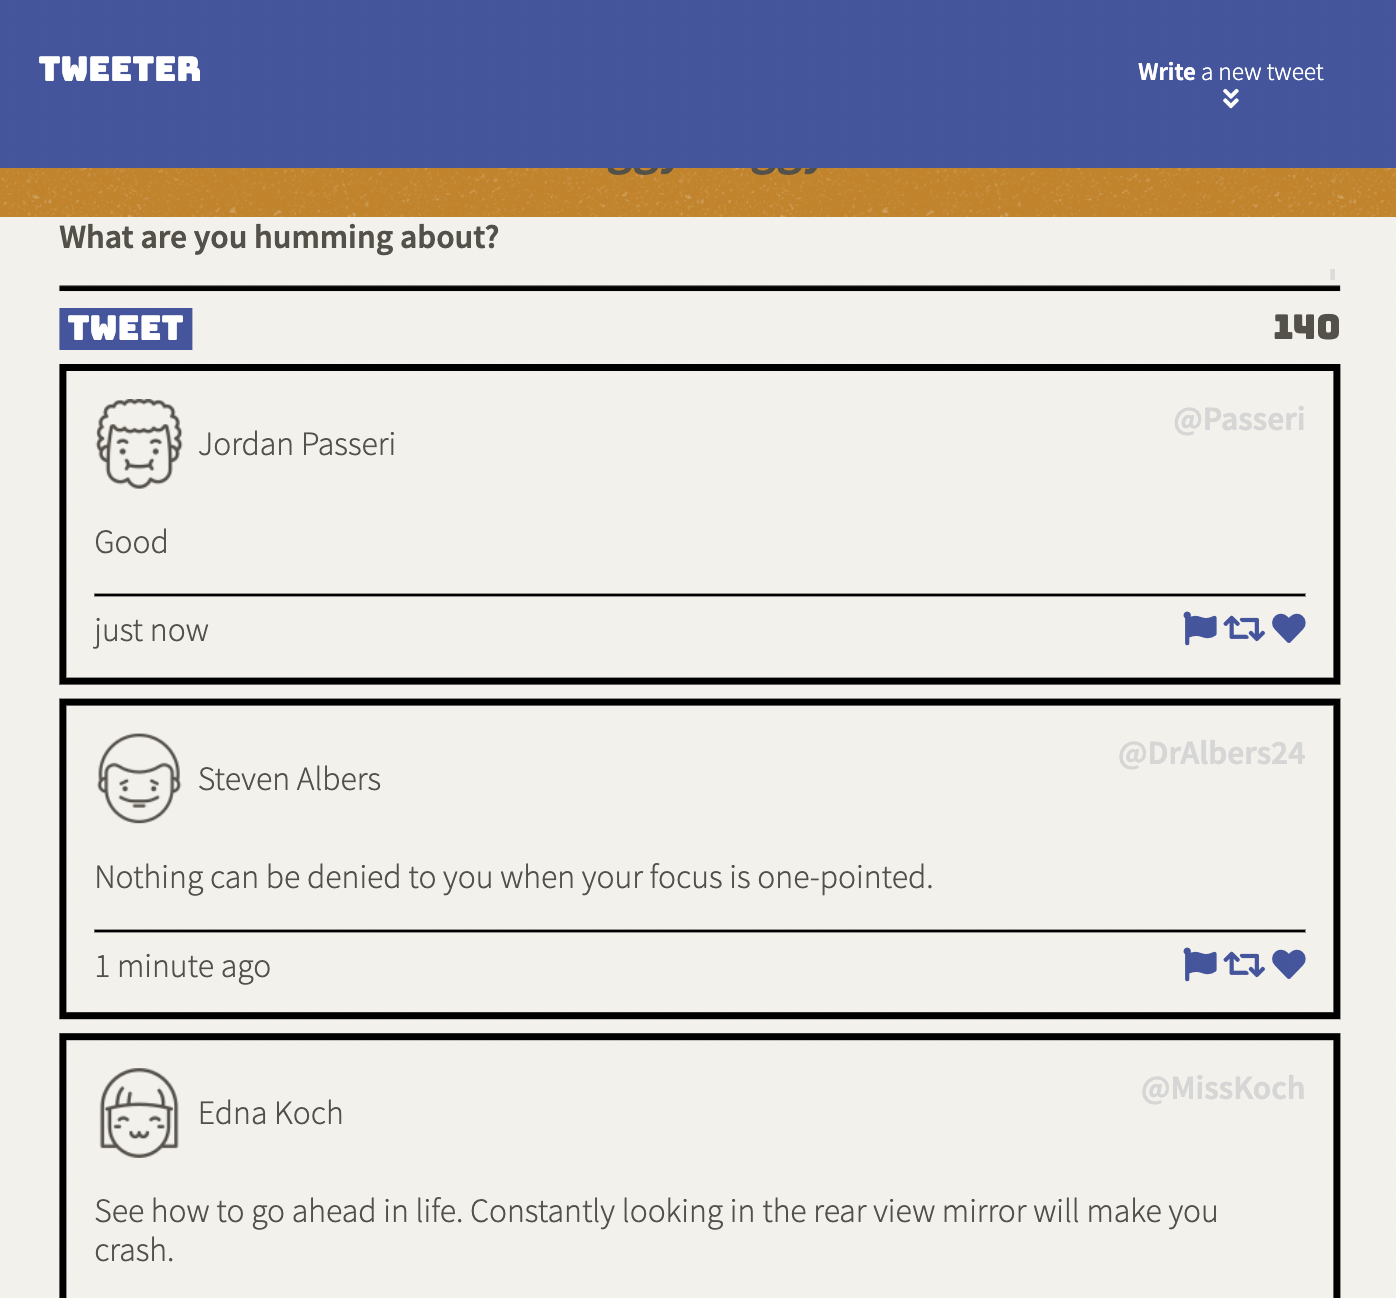 TWEETER
Write a new tweet
What are you humming about?
TWEET
140
Jordan Passeri
@Passeri
Good
just now
Steven Albers
@DrAlbers24
Nothing can be denied to you when your focus is one-pointed.
1 minute ago
Edna Koch
@MissKoch
See how to go ahead in life. Constantly looking in the rear view mirror will make you
crash.